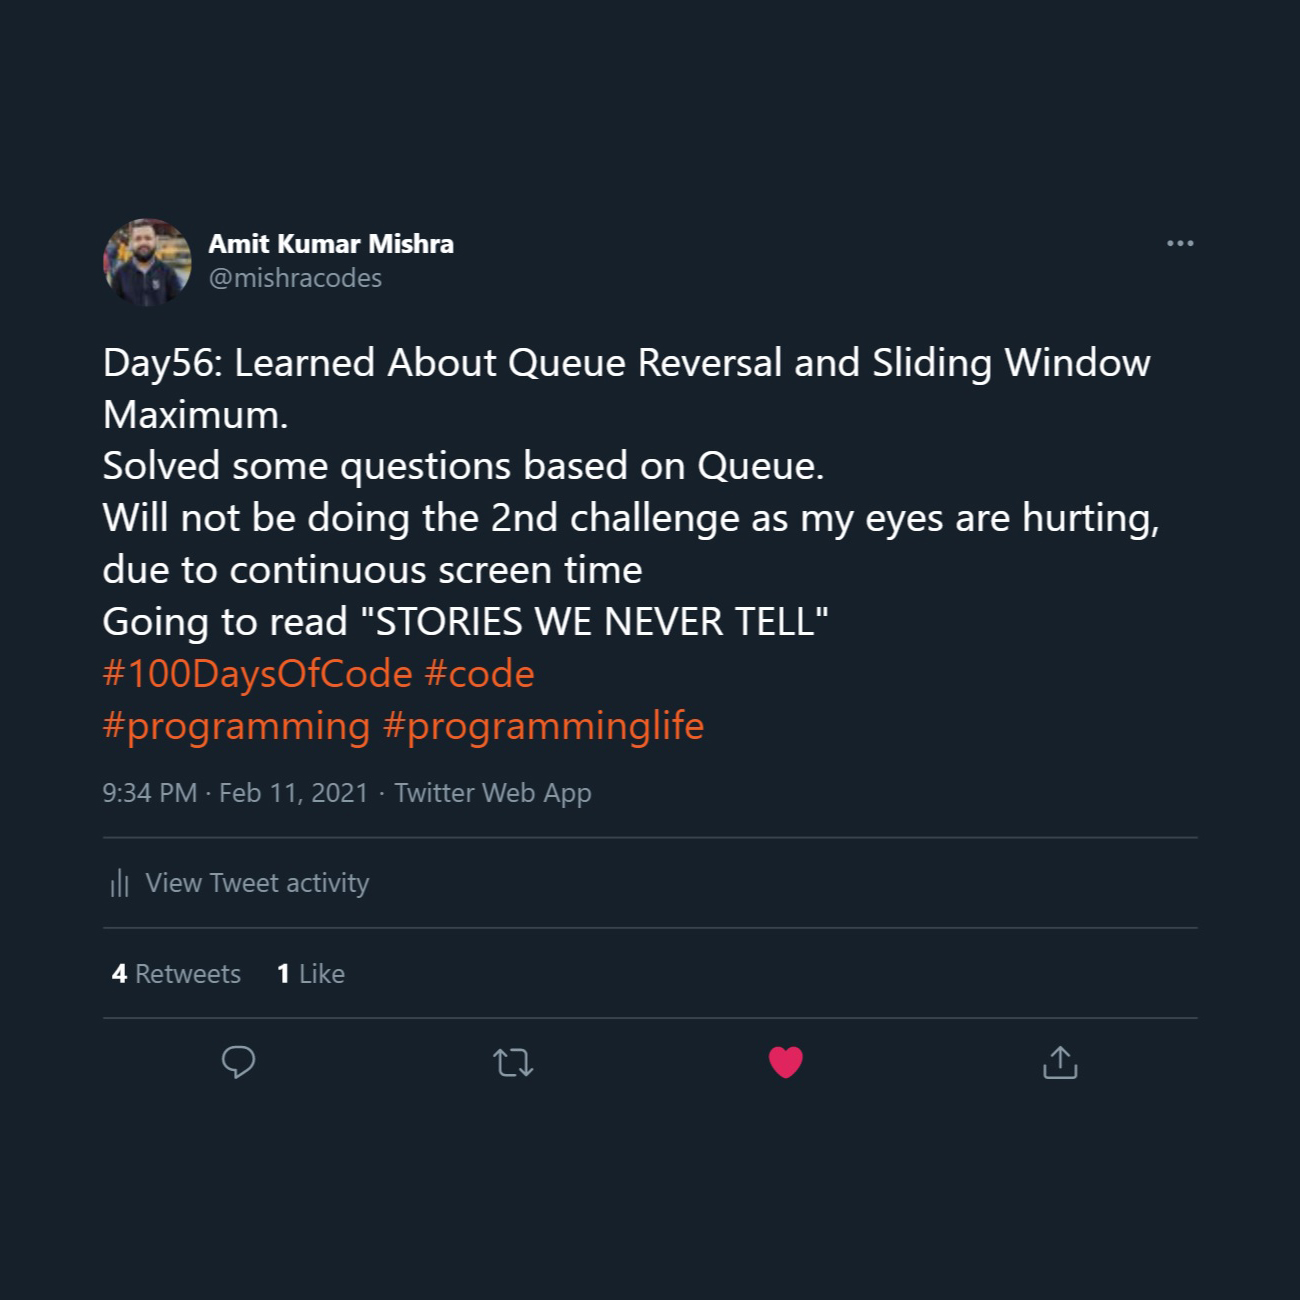 Amit Kumar Mishra
@mishracodes
Day56: Learned About Queue Reversal and Sliding Window
Maximum.
Solved some questions based on Queue.
Will not be doing the 2nd challenge as my eyes are hurting,
due to continuous screen time
Going to read "STORIES WE NEVER TELL"
#100DaysOfCode #code
#programming #programminglife
9:34 PM · Feb 11, 2021 · Twitter Web App
View Tweet activity
4 Retweets 1 Like